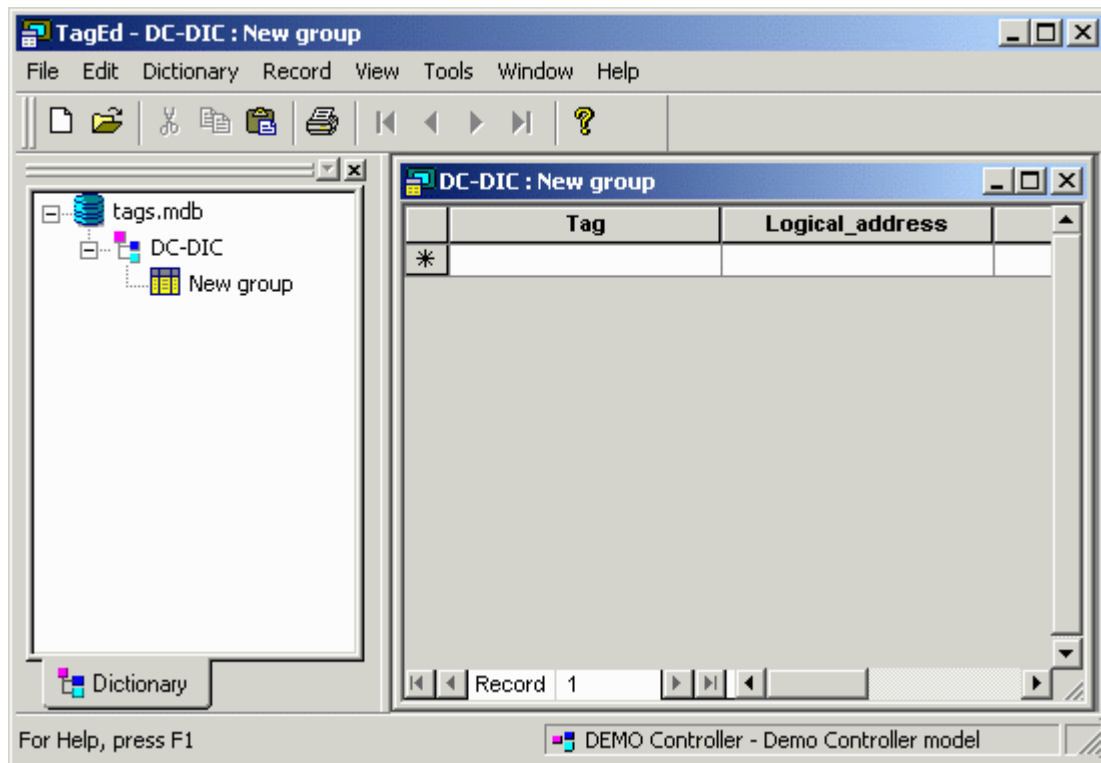 TagEd - DC-DIC : New group
File Edit Dictionary Record View Tools Window Help
DC-DIC : New group
tags.mdb
DC-DIC
New group
Tag Logical_address
Record 1
Dictionary
For Help, press F1
DEMO Controller - Demo Controller model